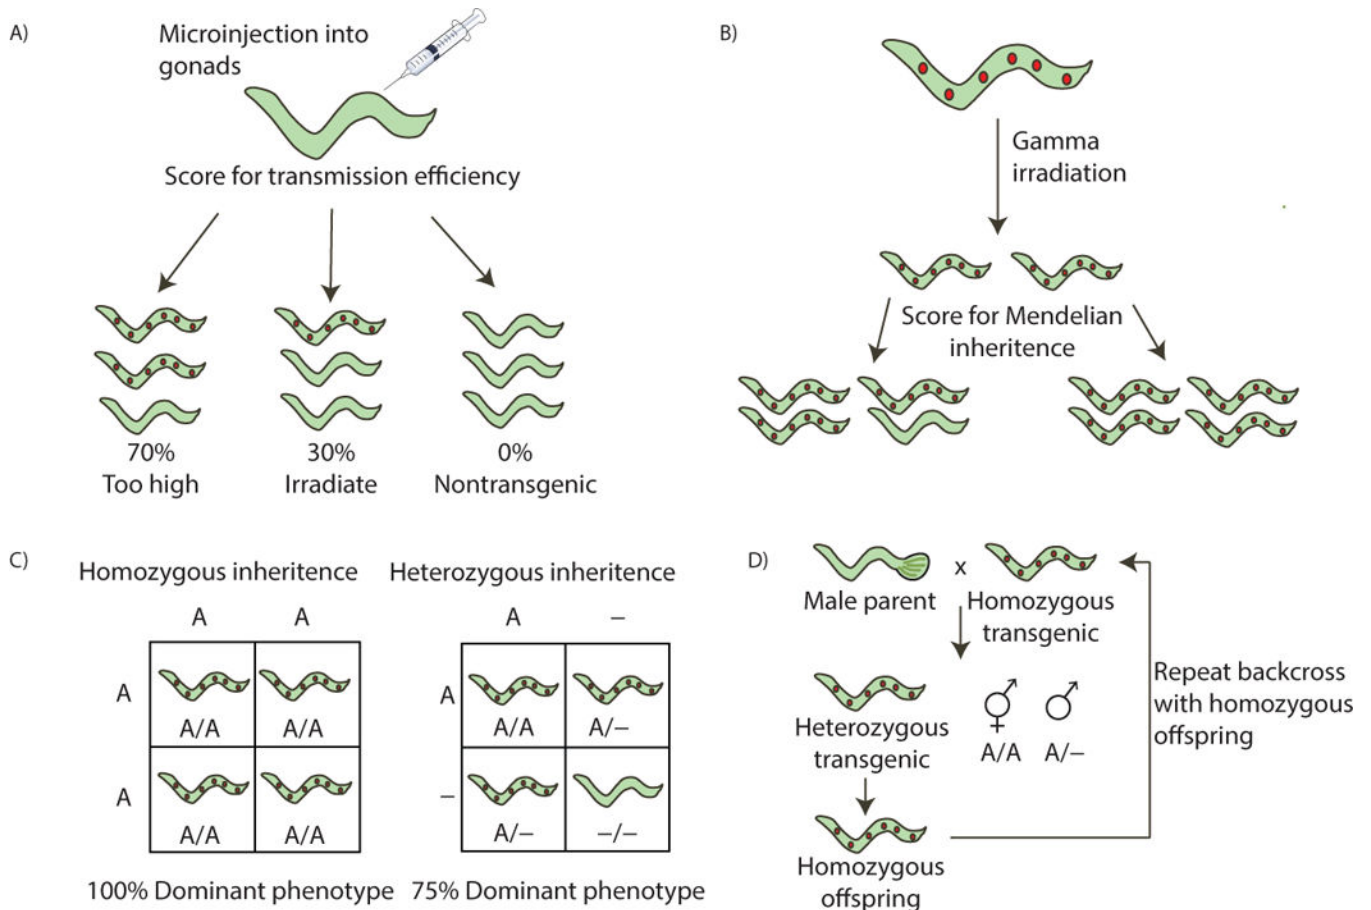 A)
Microinjection into
gonads
Score for transmission efficiency
70%
Too high
30%
Irradiate
0%
Nontransgenic
B)
Gamma
irradiation
Score for Mendelian
inheritence
C)
Homozygous inheritence
A A
A
A/A A/A
A
A/A A/A
100% Dominant phenotype
Heterozygous inheritence
A –
A
A/A A/–
–
A/– –/–
75% Dominant phenotype
D)
x
Male parent
Homozygous
transgenic
Heterozygous
transgenic
⚥ ♂
A/A A/–
Homozygous
offspring
Repeat backcross
with homozygous
offspring